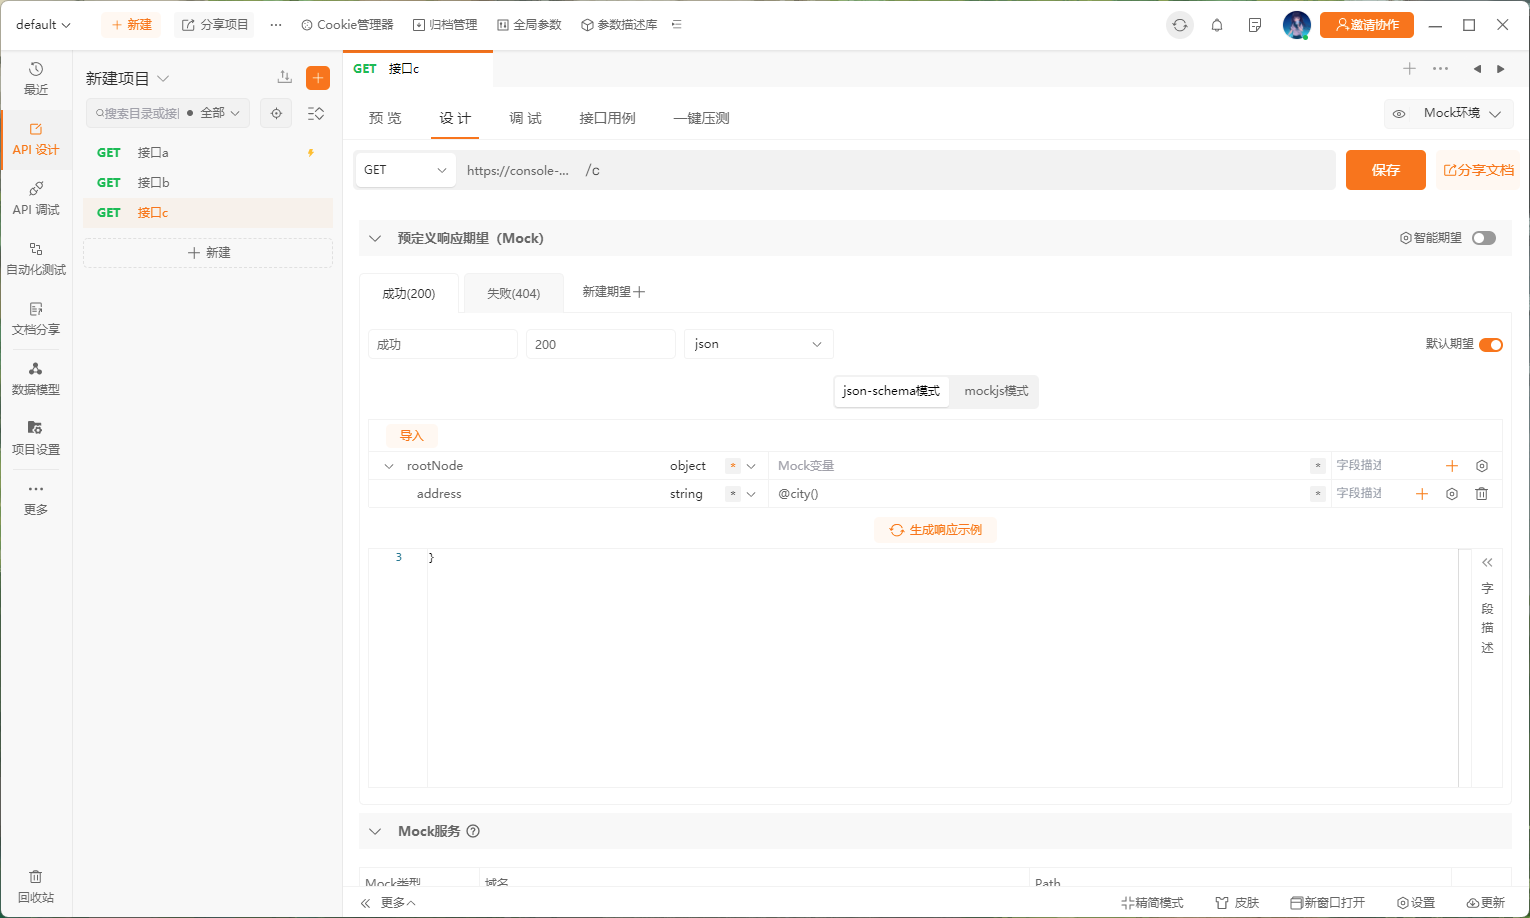 default
新建
分享项目
Cookie管理器
归档管理
全局参数
参数描述库
邀请协作
最近
API 设计
API 调试
自动化测试
文档分享
数据模型
项目设置
更多
回收站
新建项目
搜索目录或接口
全部
GET 接口a
GET 接口b
GET 接口c
新建
GET 接口c
预 览
设 计
调 试
接口用例
一键压测
Mock环境
GET
https://console-...
/c
保存
分享文档
预定义响应期望（Mock）
智能期望
成功(200)
失败(404)
新建期望
成功
200
json
默认期望
json-schema模式
mockjs模式
导入
rootNode object * Mock变量 * 字段描述
address string * @city() * 字段描述
生成响应示例
3 }
字
段
描
述
Mock服务
Mock类型 域名 Path
更多
精简模式
皮肤
新窗口打开
设置
更新